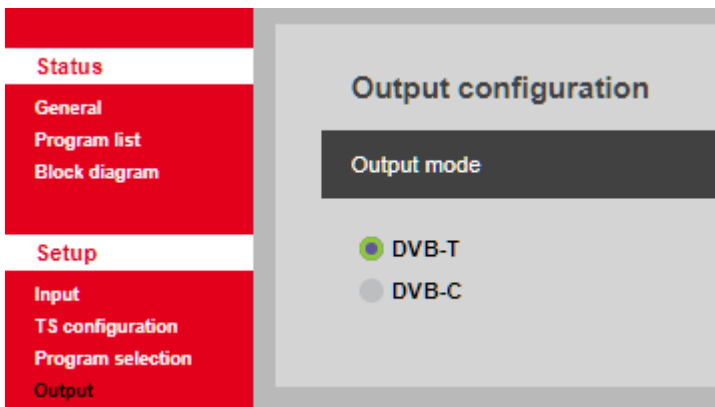 Status
General
Program list
Block diagram
Setup
Input
TS configuration
Program selection
Output
Output configuration
Output mode
DVB-T
DVB-C